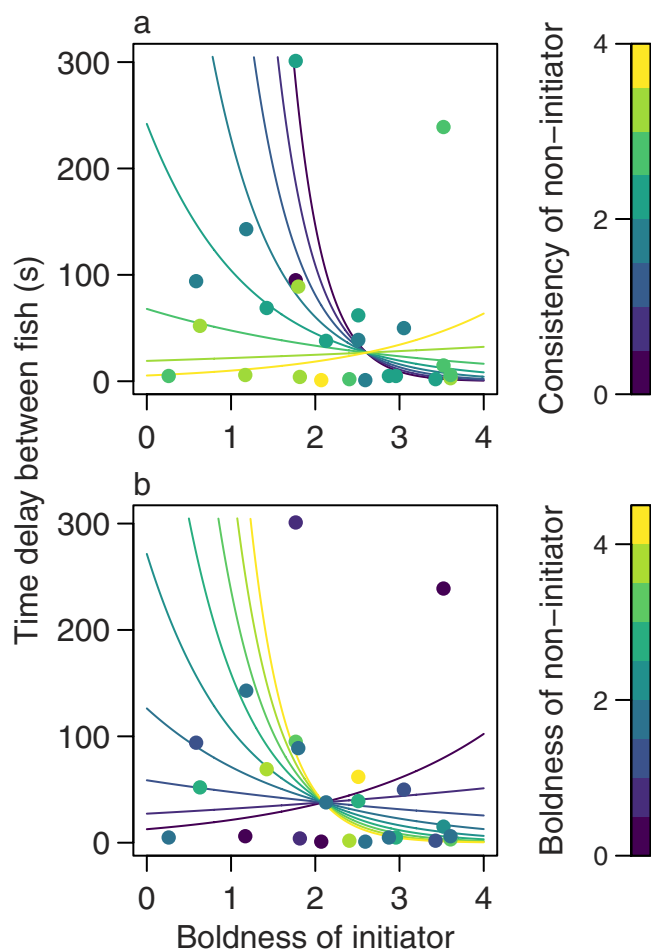 a
300
200
100
0
0 1 2 3 4
Consistency of non−initiator
4
2
0
Time delay between fish (s)
b
300
200
100
0
0 1 2 3 4
Boldness of initiator
Boldness of non−initiator
4
2
0